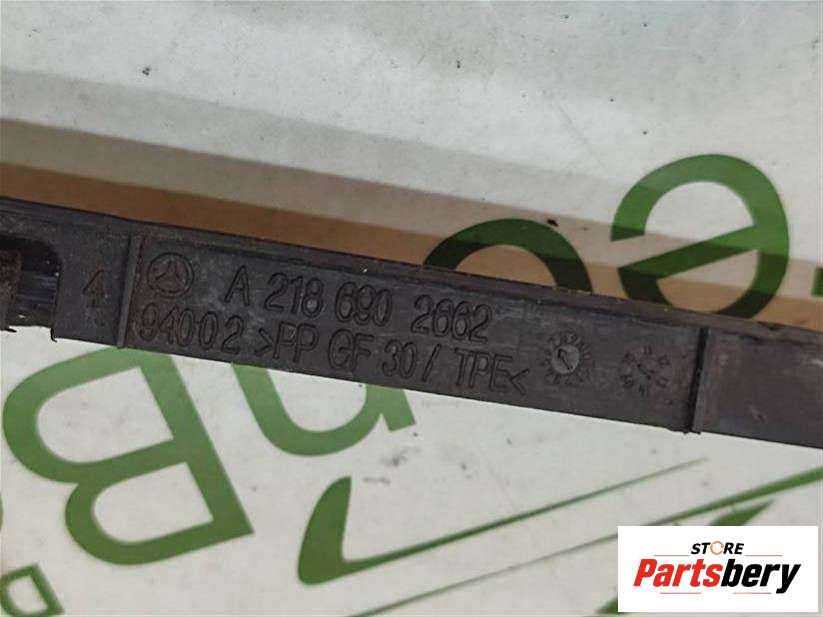 4
A 218 690 2662
94002 >PP GF 30 / TPE<
STORE
Partsbery